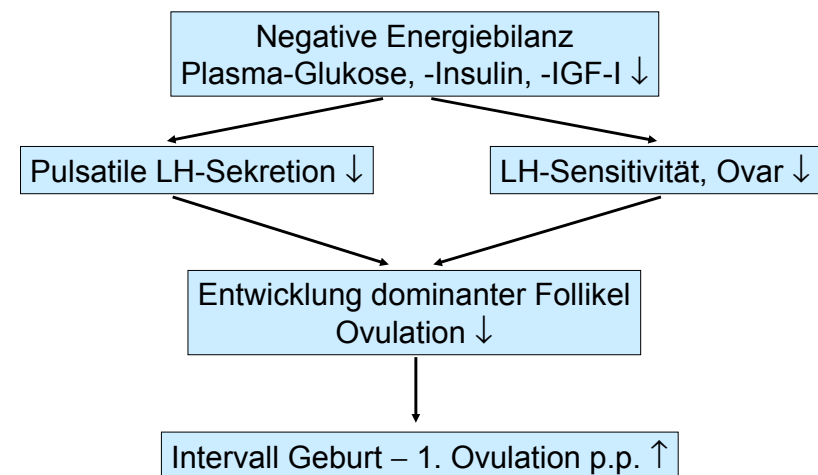 Negative Energiebilanz
Plasma-Glukose, -Insulin, -IGF-I ↓
Pulsatile LH-Sekretion ↓
LH-Sensitivität, Ovar ↓
Entwicklung dominanter Follikel
Ovulation ↓
Intervall Geburt – 1. Ovulation p.p. ↑